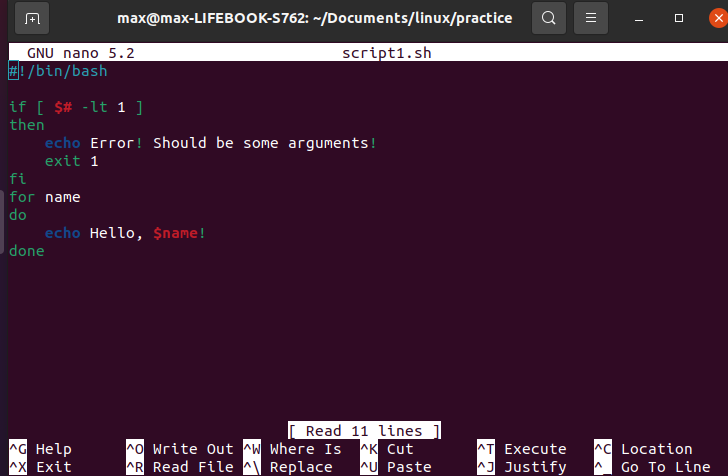 max@max-LIFEBOOK-S762: ~/Documents/linux/practice
GNU nano 5.2 script1.sh
#!/bin/bash
if [ $# -lt 1 ]
then
    echo Error! Should be some arguments!
    exit 1
fi
for name
do
    echo Hello, $name!
done
[ Read 11 lines ]
^G Help ^O Write Out ^W Where Is ^K Cut ^T Execute ^C Location
^X Exit ^R Read File ^\ Replace ^U Paste ^J Justify ^_ Go To Line